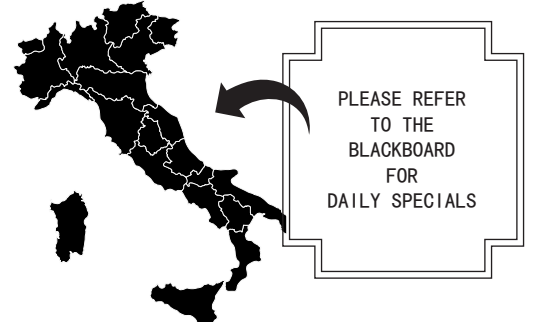 PLEASE REFER
TO THE
BLACKBOARD
FOR
DAILY SPECIALS